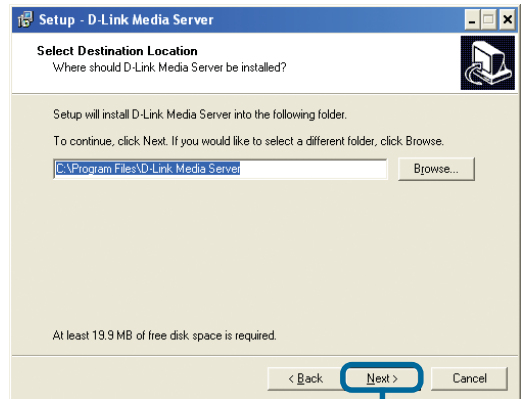 Setup - D-Link Media Server
Select Destination Location
Where should D-Link Media Server be installed?
Setup will install D-Link Media Server into the following folder.
To continue, click Next. If you would like to select a different folder, click Browse.
C:\Program Files\D-Link Media Server
Browse...
At least 19.9 MB of free disk space is required.
< Back
Next >
Cancel